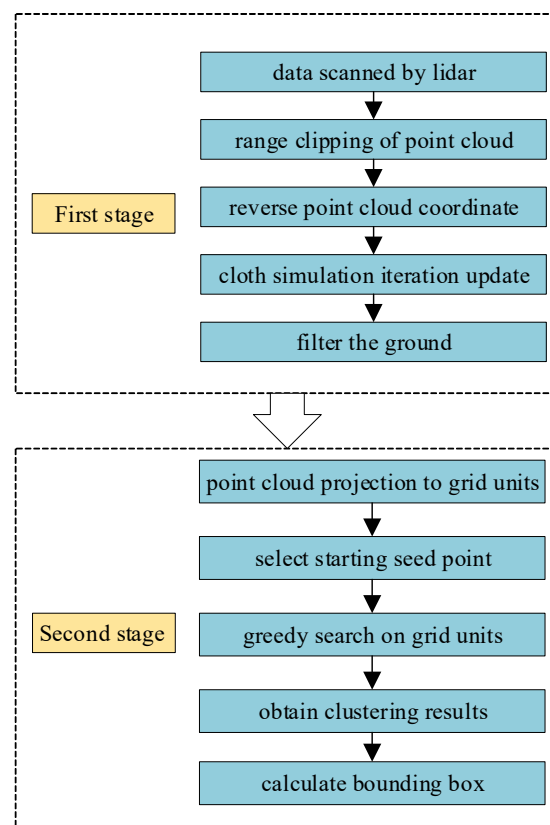 data scanned by lidar
range clipping of point cloud
First stage
reverse point cloud coordinate
cloth simulation iteration update
filter the ground
point cloud projection to grid units
select starting seed point
Second stage
greedy search on grid units
obtain clustering results
calculate bounding box